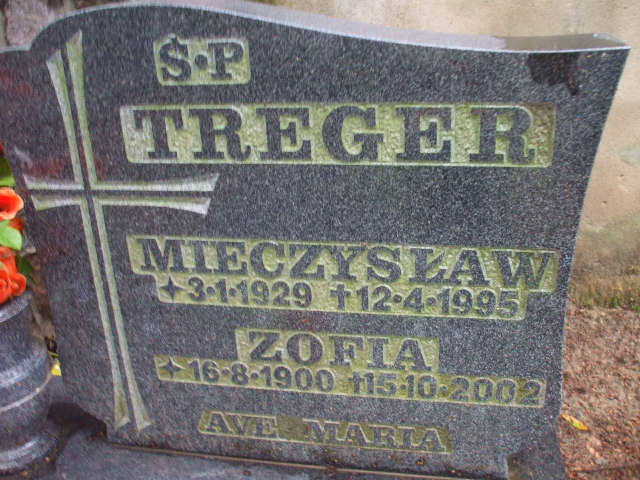 Ś·P
TREGER
MIECZYSŁAW
✦3·1·1929 †12·4·1995
ZOFIA
✦16·8·1900 †15·10·2002
AVE MARIA